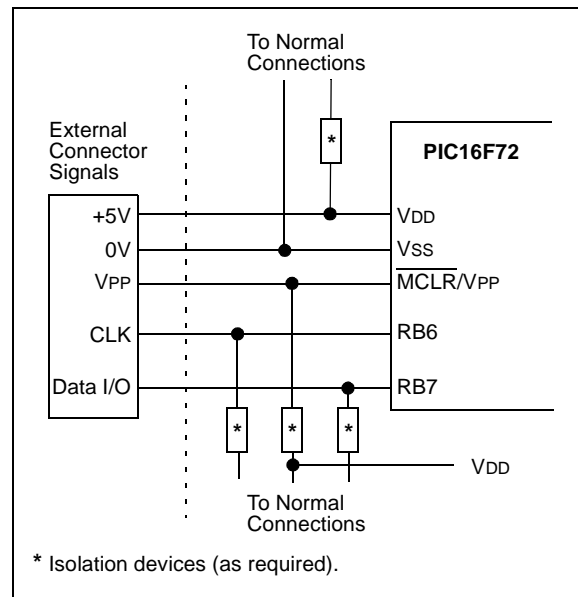 To Normal
Connections
External
Connector
Signals
*
PIC16F72
+5V
VDD
0V
VSS
VPP
MCLR/VPP
CLK
RB6
Data I/O
RB7
* * *
VDD
To Normal
Connections
* Isolation devices (as required).